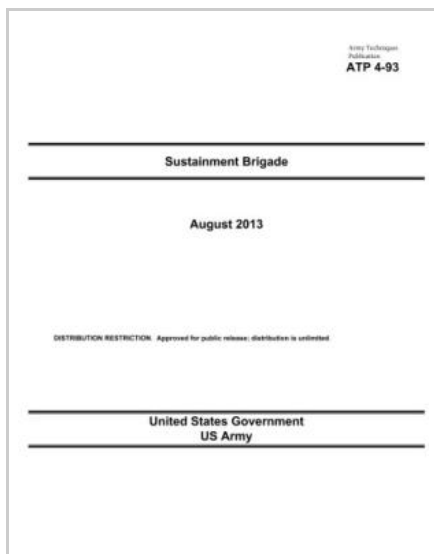 Army Techniques
Publication
ATP 4-93
Sustainment Brigade
August 2013
DISTRIBUTION RESTRICTION Approved for public release; distribution is unlimited
United States Government
US Army